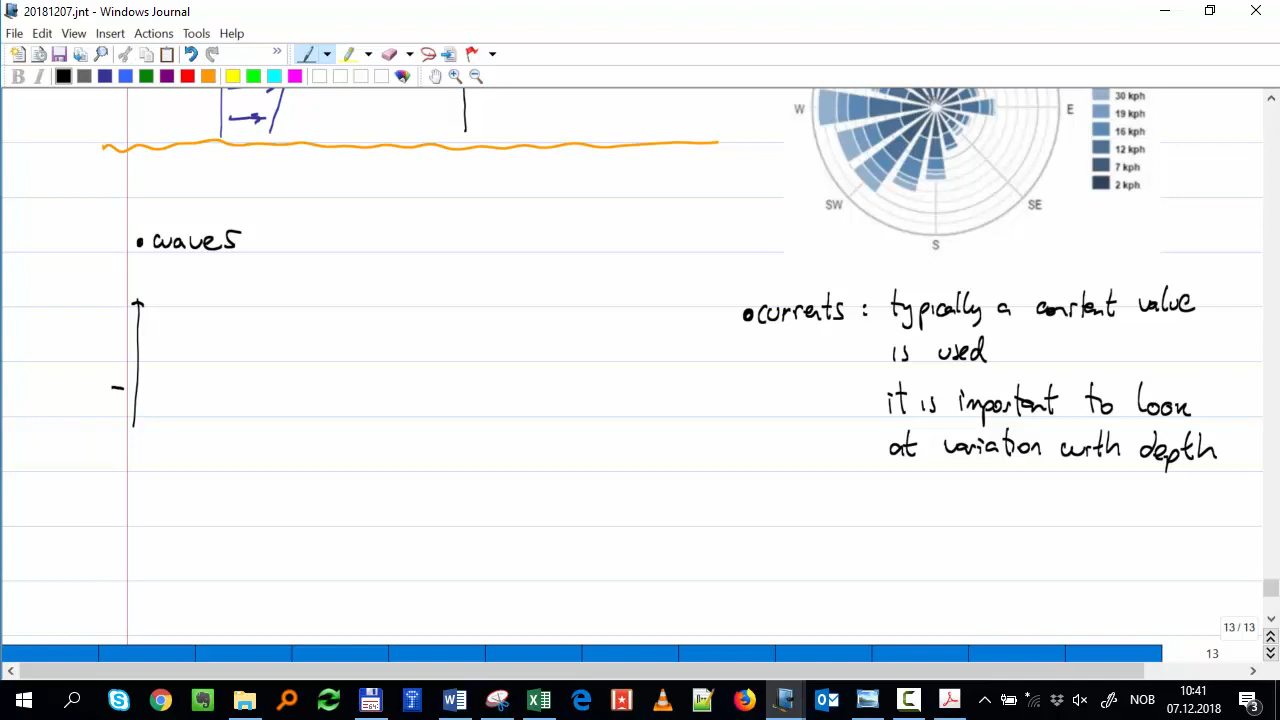 20181207.jnt - Windows Journal
File Edit View Insert Actions Tools Help
B I
W E
SW SE
S
30 kph
19 kph
16 kph
12 kph
7 kph
2 kph
• waves
• currents : typically a constant value
is used
it is important to look
at variation with depth
13 / 13
13
NOB
10:41
07.12.2018
3